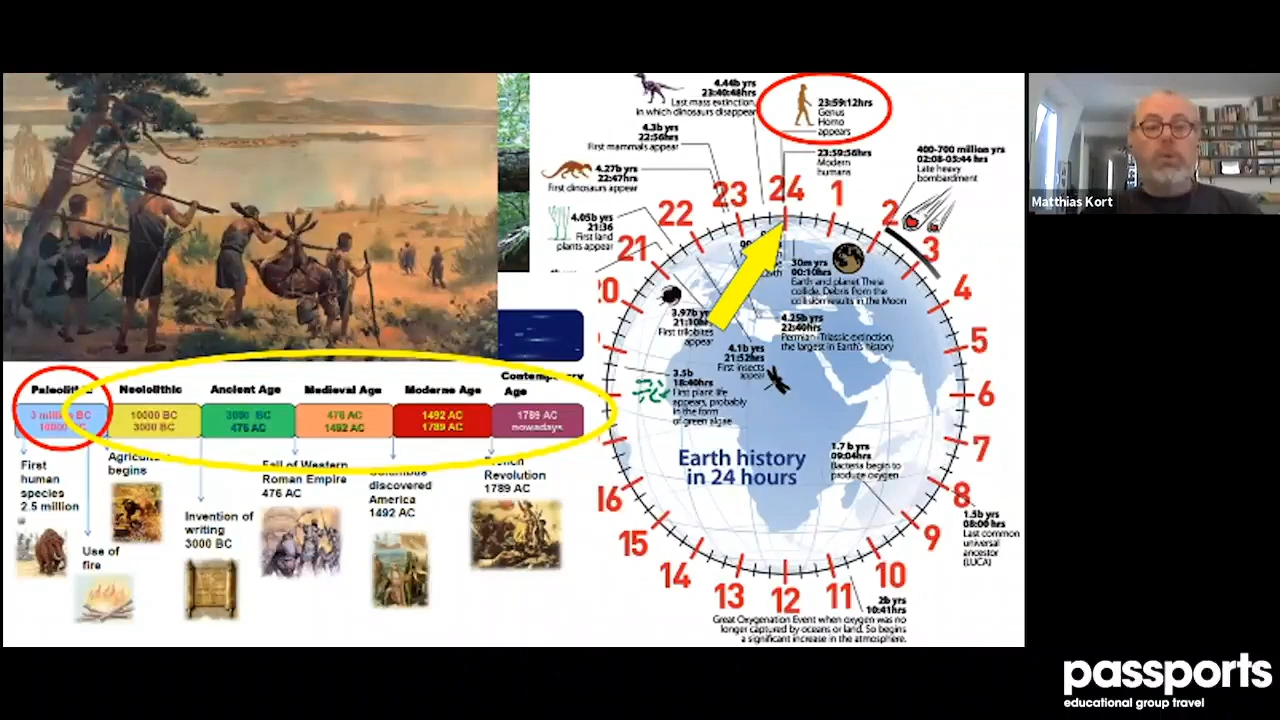 Paleolithic
3 million BC
10000 BC
Neiolithic
10000 BC
3000 BC
Ancient Age
3000 BC
476 AC
Medieval Age
476 AC
1492 AC
Moderne Age
1492 AC
1789 AC
Contemporary
Age
1789 AC
nowadays
First
human
species
2.5 million
Use of
fire
begins
Invention of
writing
3000 BC
Fall of Western
Roman Empire
476 AC
discovered
America
1492 AC
Revolution
1789 AC
4.44b yrs
23:40:48hrs
Last mass extinction,
in which dinosaurs disappear
4.3b yrs
22:56hrs
First mammals appear
4.27b yrs
22:47hrs
First dinosaurs appear
4.05b yrs
21:36
First land
plants appear
23:59:12hrs
Genus
Homo
appears
23:59:56hrs
Modern
humans
400-700 million yrs
02:08-03:44 hrs
Late heavy
bombardment
24
1
2
3
4
5
6
7
8
9
10
11
12
13
14
15
16
20
21
22
23
30m yrs
00:10hrs
Earth and planet Theia
collide. Debris from the
collision results in the Moon
3.97b yrs
21:10hrs
First trilobites
appear
4.25b yrs
22:40hrs
Permian-Triassic extinction,
the largest in Earth's history
4.1b yrs
21:52hrs
First insects
appear
3.5b
18:40hrs
First plant life
appears, probably
in the form
of green algae
Earth history
in 24 hours
1.7 b yrs
09:04hrs
Bacteria begin to
produce oxygen
1.5b yrs
08:00 hrs
Last common
universal
ancestor
(LUCA)
2b yrs
10:41hrs
Great Oxygenation Event when oxygen was no
longer captured by oceans or land. So begins
a significant increase in the atmosphere.
Matthias Kort
passports
educational group travel